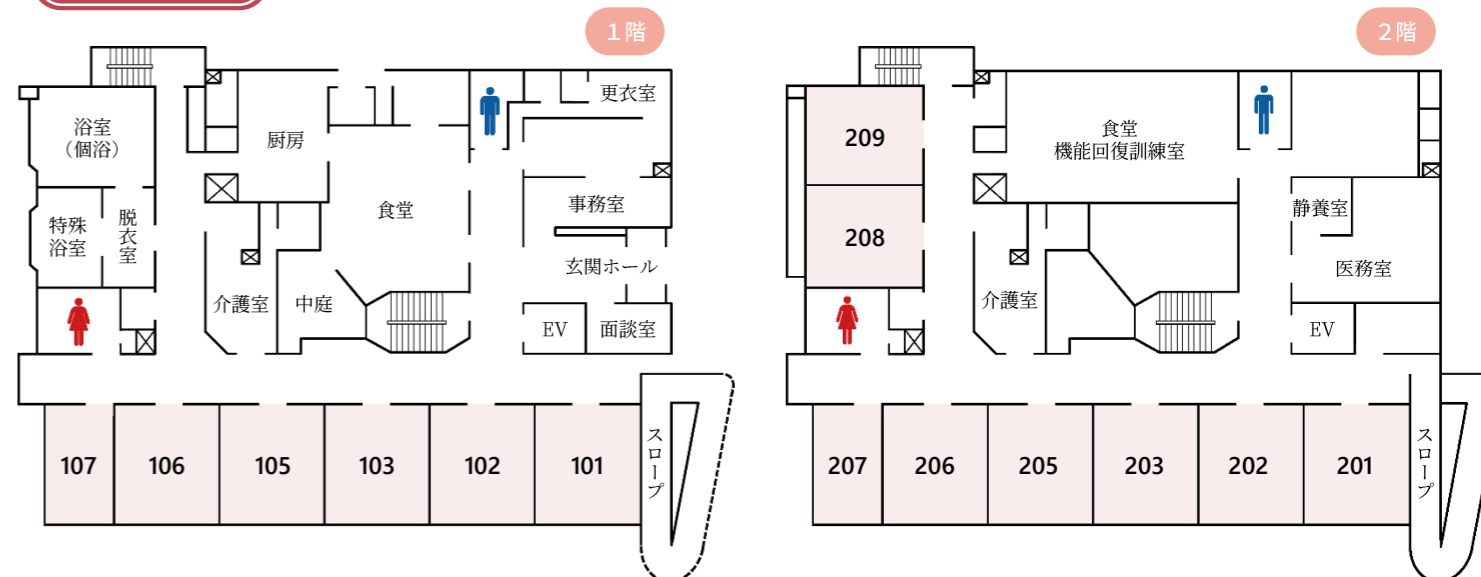 1階
更衣室
浴室
（個浴）
厨房
特殊
浴室
脱衣室
食堂
事務室
玄関ホール
介護室
中庭
EV
面談室
107
106
105
103
102
101
スロープ
2階
209
食堂
機能回復訓練室
208
静養室
医務室
介護室
EV
207
206
205
203
202
201
スロープ